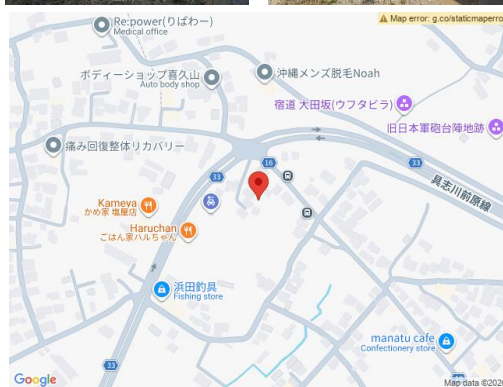 Re:power(りぱわー)
Medical office
Map error: g.co/staticmaperro
ボディーショップ喜久山
Auto body shop
沖縄メンズ脱毛Noah
宿道 大田坂(ウフタビラ)
旧日本軍砲台陣地跡
痛み回復整体リカバリー
16
33
33
具志川前原線
Kameya
かめ家 塩屋店
Haruchan
ごはん家ハルちゃん
浜田釣具
Fishing store
manatu cafe
Confectionery store
33
Google
Map data ©202